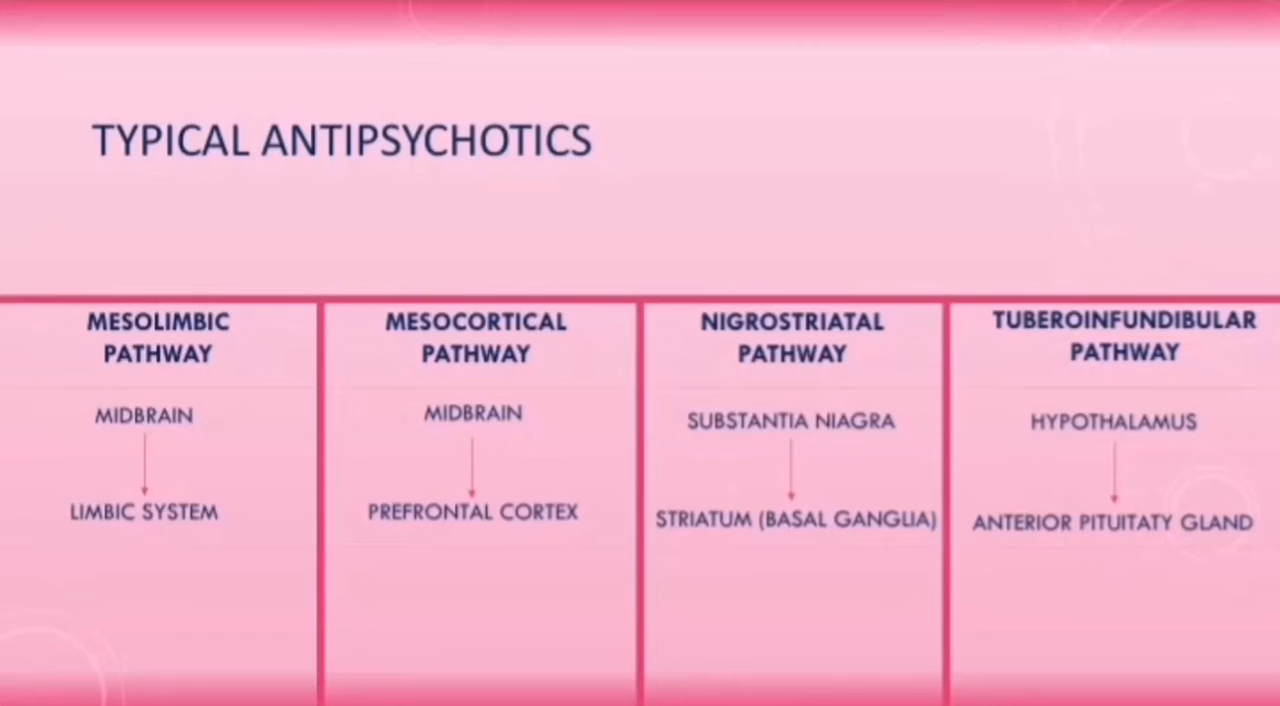 TYPICAL ANTIPSYCHOTICS
MESOLIMBIC
PATHWAY
MIDBRAIN
LIMBIC SYSTEM
MESOCORTICAL
PATHWAY
MIDBRAIN
PREFRONTAL CORTEX
NIGROSTRIATAL
PATHWAY
SUBSTANTIA NIAGRA
STRIATUM (BASAL GANGLIA)
TUBEROINFUNDIBULAR
PATHWAY
HYPOTHALAMUS
ANTERIOR PITUITATY GLAND